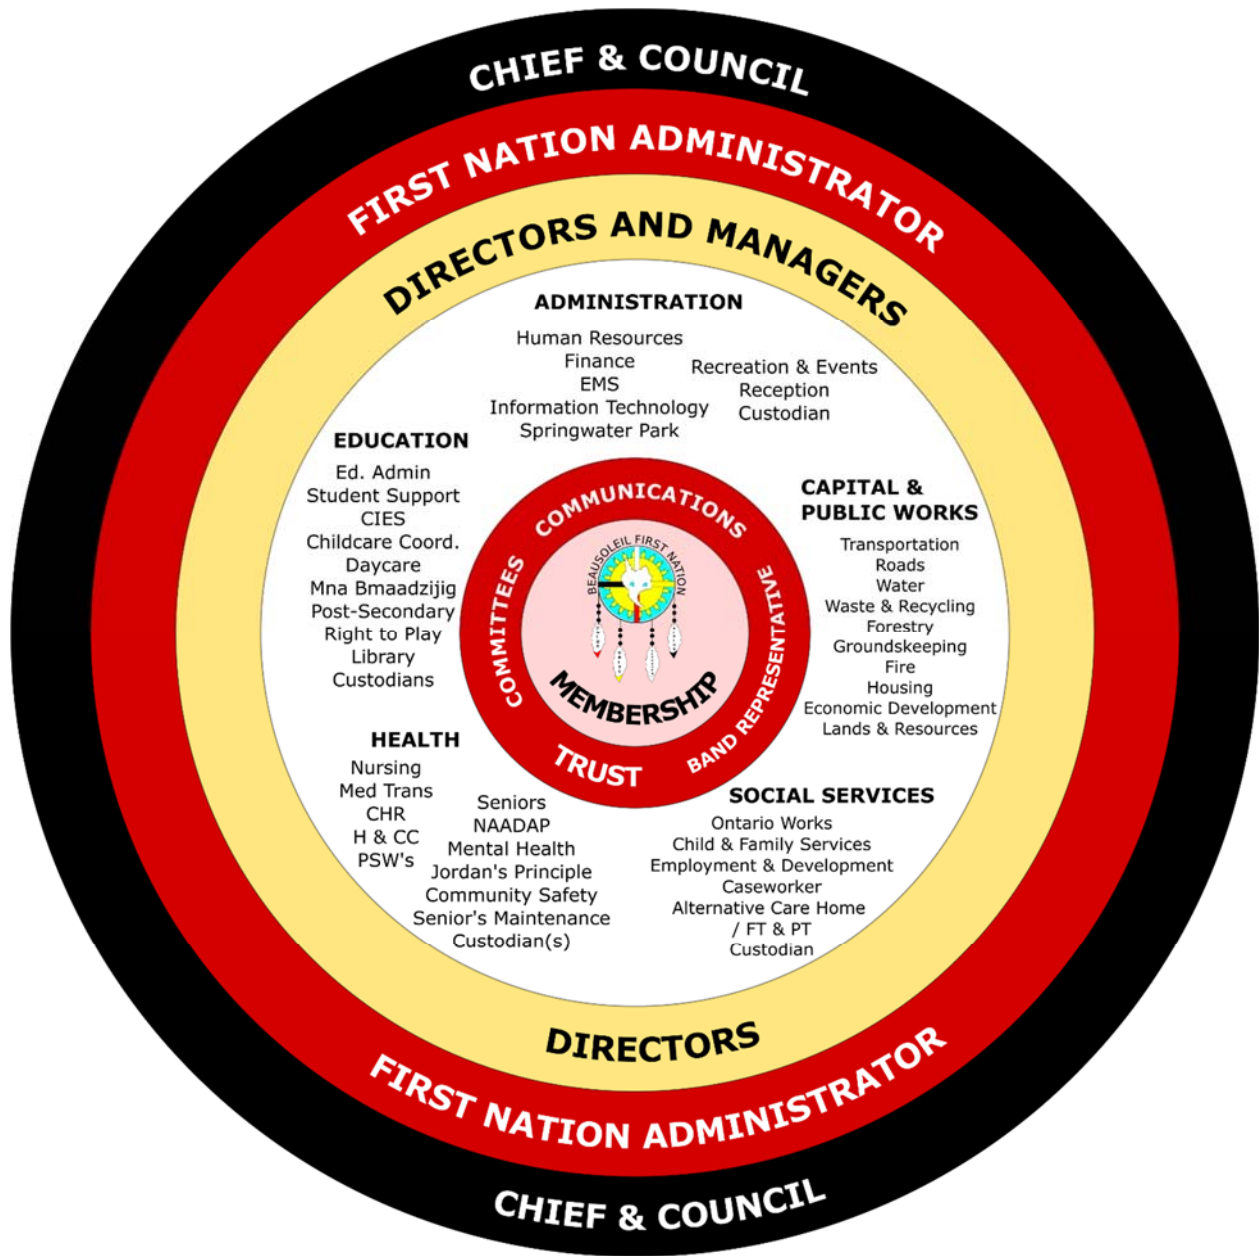 CHIEF & COUNCIL
FIRST NATION ADMINISTRATOR
DIRECTORS AND MANAGERS
ADMINISTRATION
Human Resources
Finance
EMS
Information Technology
Springwater Park
Recreation & Events
Reception
Custodian
EDUCATION
Ed. Admin
Student Support
CIES
Childcare Coord.
Daycare
Mna Bmaadzijig
Post-Secondary
Right to Play
Library
Custodians
CAPITAL &
PUBLIC WORKS
Transportation
Roads
Water
Waste & Recycling
Forestry
Groundskeeping
Fire
Housing
Economic Development
Lands & Resources
COMMUNICATIONS
COMMITTEES
BAND REPRESENTATIVE
TRUST
BEAUSOLEIL FIRST NATION
MEMBERSHIP
HEALTH
Nursing
Med Trans
CHR
H & CC
PSW's
Seniors
NAADAP
Mental Health
Jordan's Principle
Community Safety
Senior's Maintenance
Custodian(s)
SOCIAL SERVICES
Ontario Works
Child & Family Services
Employment & Development
Caseworker
Alternative Care Home
/ FT & PT
Custodian
DIRECTORS
FIRST NATION ADMINISTRATOR
CHIEF & COUNCIL